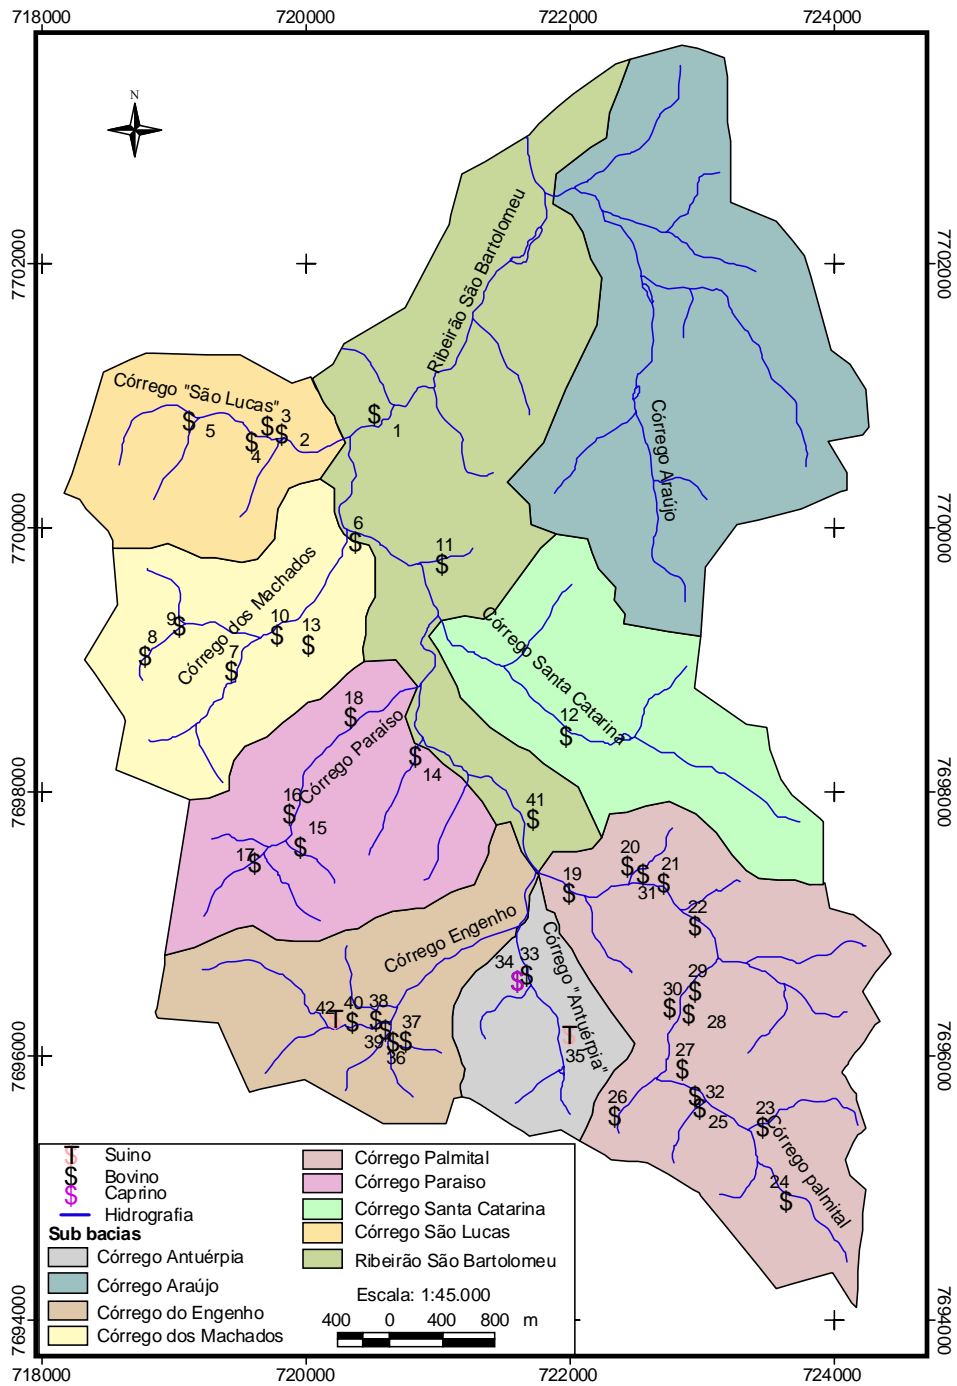 718000 720000 722000 724000
N
7702000 7702000
Ribeirão São Bartolomeu
Córrego "São Lucas"
3
5
4
2
1
Córrego Araújo
7700000 7700000
6
11
Córrego dos Machados
9
10
8
13
7
Córrego Santa Catarina
12
18
Córrego Paraíso
14
7698000 7698000
16
15
17
41
20
21
19
31
22
Córrego Engenho
Córrego "Antuérpia"
34 33
29
30
28
42 40 38
37
39
36
35
7696000 7696000
27
26
32
25
23
24
Córrego palmital
T Suino
$ Bovino
$ Caprino
Hidrografia
Sub bacias
Córrego Antuérpia
Córrego Araújo
Córrego do Engenho
Córrego dos Machados
Córrego Palmital
Córrego Paraiso
Córrego Santa Catarina
Córrego São Lucas
Ribeirão São Bartolomeu
Escala: 1:45.000
400 0 400 800 m
7694000 7694000
718000 720000 722000 724000